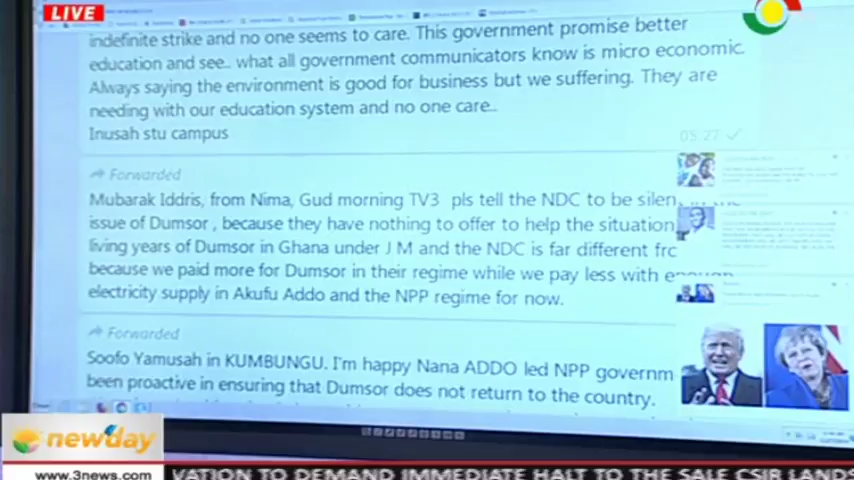 LIVE
indefinite strike and no one seems to care. This government promise better
education and see.. what all government communicators know is micro economic.
Always saying the environment is good for business but we suffering. They are
needing with our education system and no one care..
Inusah stu campus
05:27
Forwarded
Mubarak Iddris, from Nima, Gud morning TV3 pls tell the NDC to be silen
issue of Dumsor , because they have nothing to offer to help the situation
living years of Dumsor in Ghana under J M and the NDC is far different frc
because we paid more for Dumsor in their regime while we pay less with enough
electricity supply in Akufu Addo and the NPP regime for now.
Forwarded
Soofo Yamusah in KUMBUNGU. I'm happy Nana ADDO led NPP governm
been proactive in ensuring that Dumsor does not return to the country.
newday
www.3news.com
VATION TO DEMAND IMMEDIATE HALT TO THE SALE CSIR LANDS